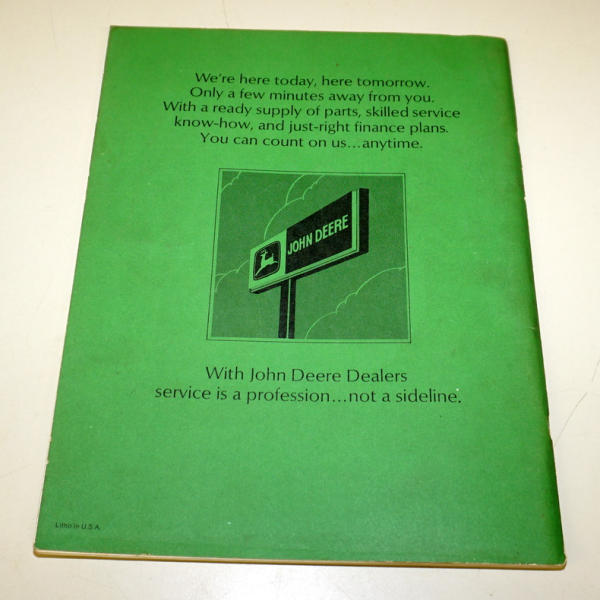 We're here today, here tomorrow.
Only a few minutes away from you.
With a ready supply of parts, skilled service
know-how, and just-right finance plans.
You can count on us...anytime.
JOHN DEERE
With John Deere Dealers
service is a profession...not a sideline.
Litho in U.S.A.